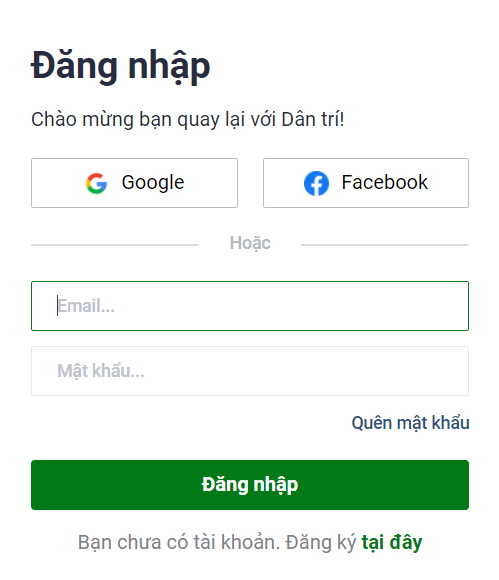 Đăng nhập
Chào mừng bạn quay lại với Dân trí!
Google Facebook
Hoặc
Email...
Mật khẩu...
Quên mật khẩu
Đăng nhập
Bạn chưa có tài khoản. Đăng ký tại đây